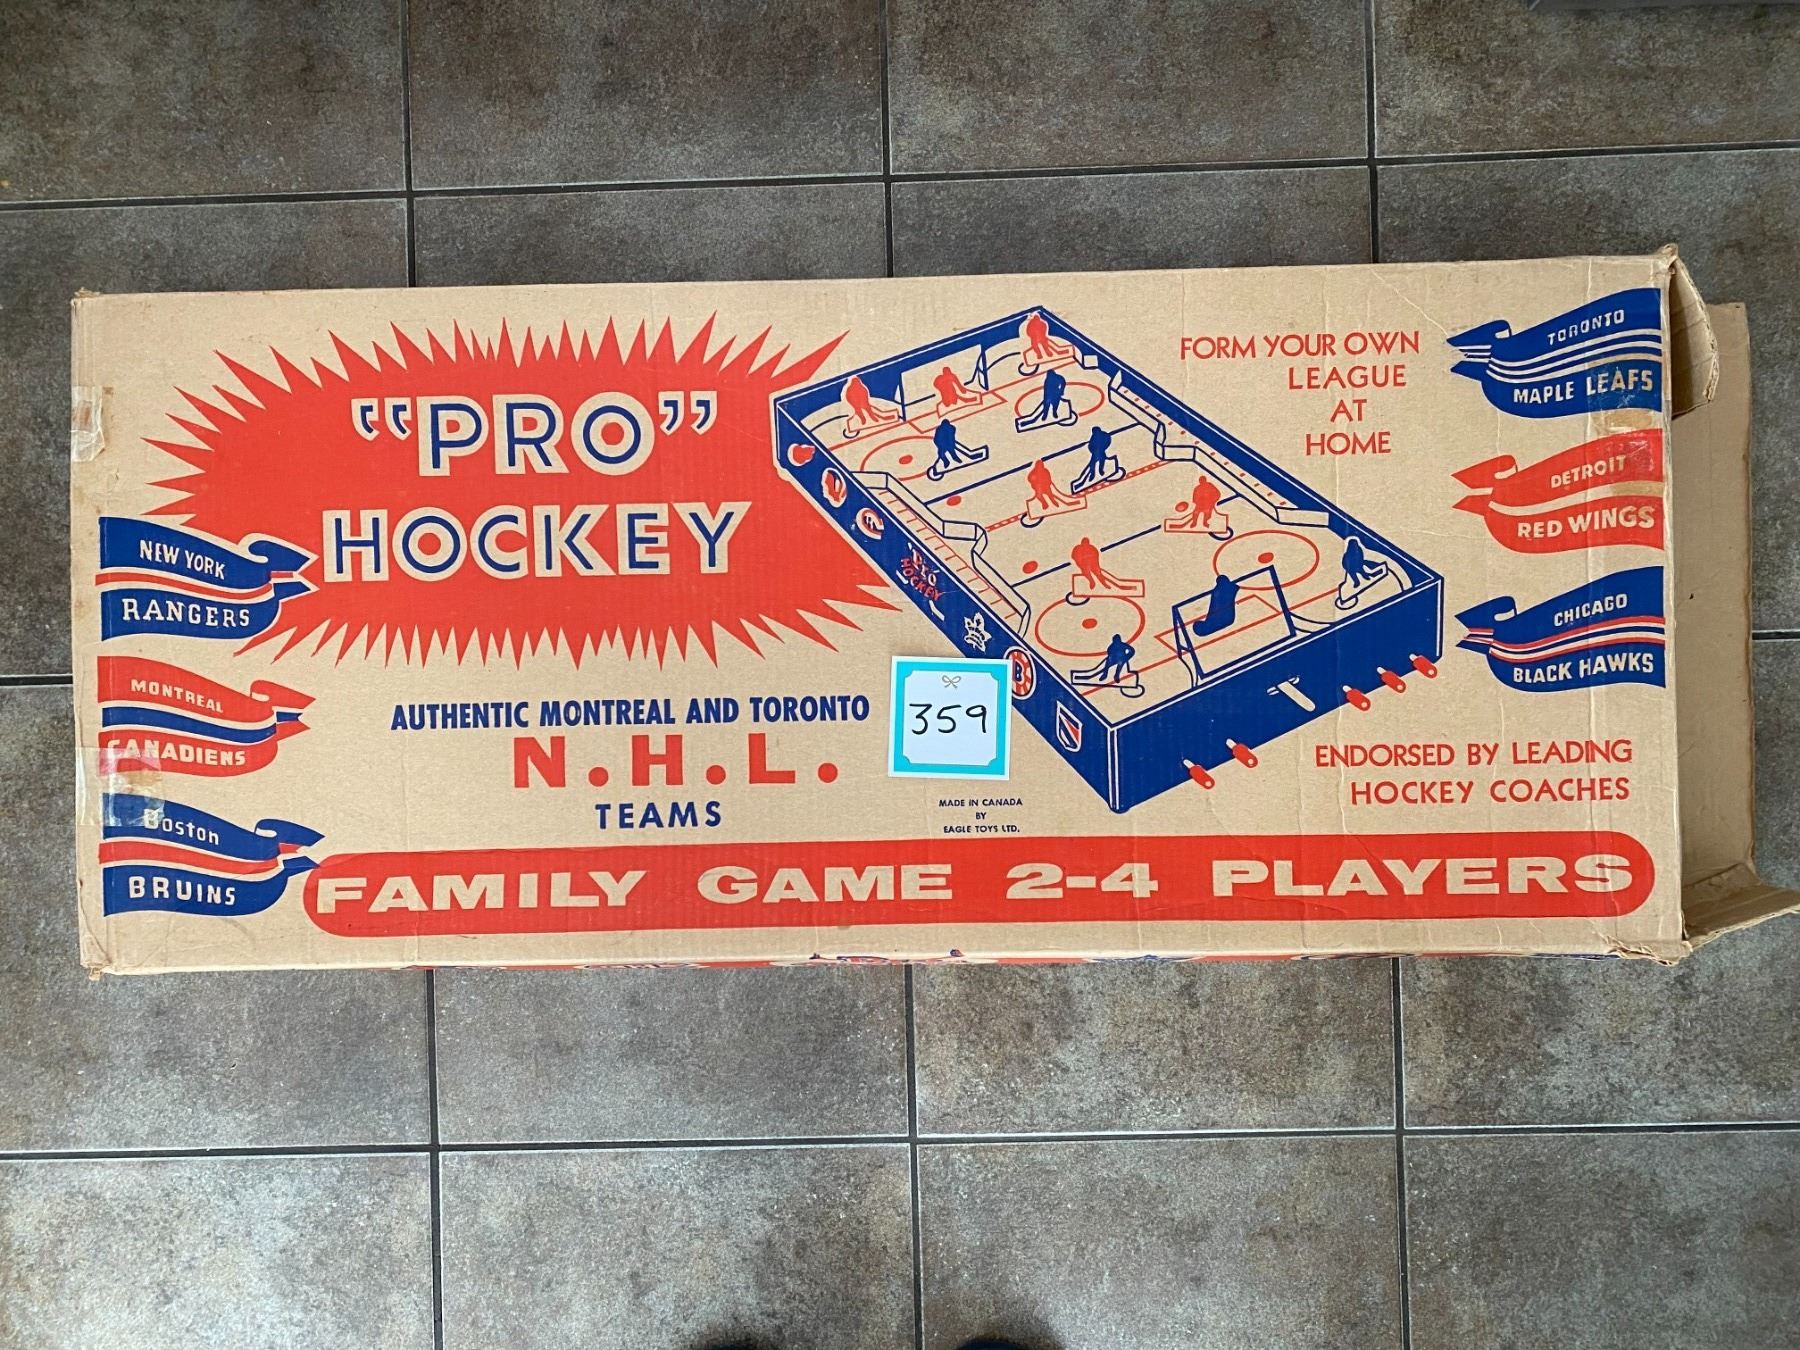 "PRO"
HOCKEY
NEW YORK
RANGERS
MONTREAL
CANADIENS
Boston
BRUINS
AUTHENTIC MONTREAL AND TORONTO
N.H.L.
TEAMS
359
MADE IN CANADA
BY
EAGLE TOYS LTD.
PRO
HOCKEY
B
FORM YOUR OWN
LEAGUE
AT
HOME
TORONTO
MAPLE LEAFS
DETROIT
RED WINGS
CHICAGO
BLACK HAWKS
ENDORSED BY LEADING
HOCKEY COACHES
FAMILY GAME 2-4 PLAYERS